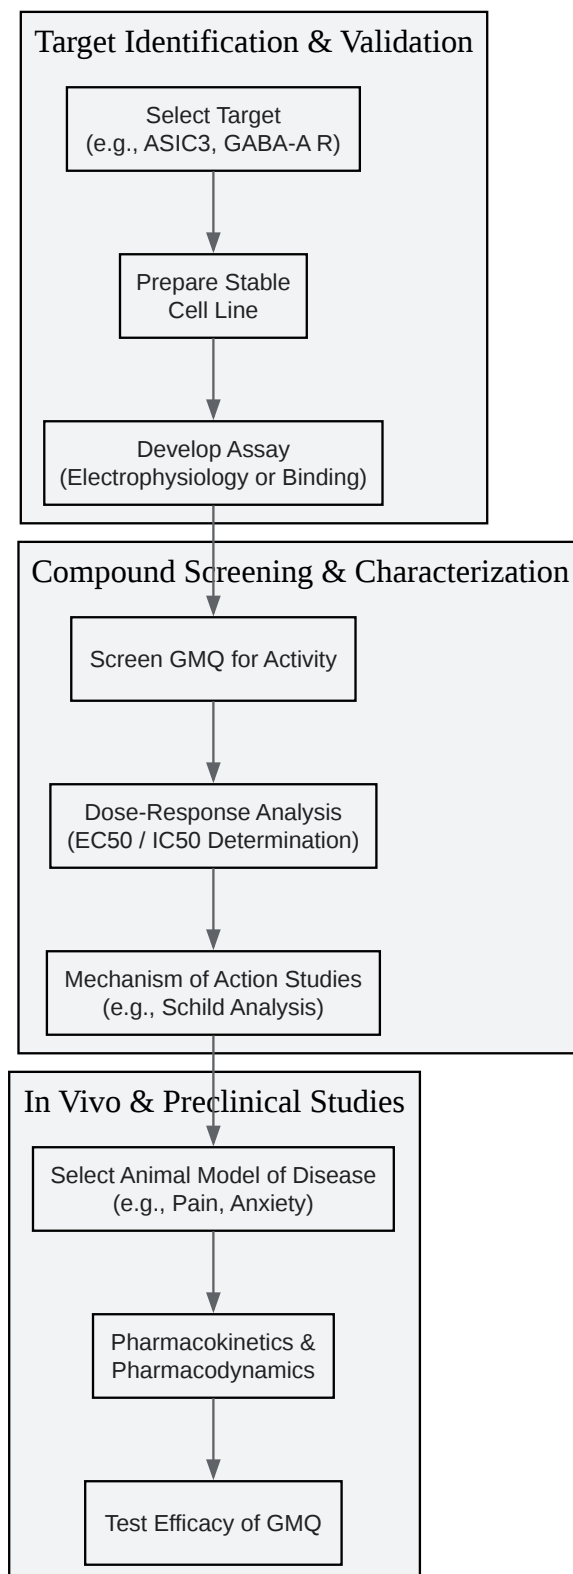 Target Identification & Validation
Select Target
(e.g., ASIC3, GABA-A R)
Prepare Stable
Cell Line
Develop Assay
(Electrophysiology or Binding)
Compound Screening & Characterization
Screen GMQ for Activity
Dose-Response Analysis
(EC50 / IC50 Determination)
Mechanism of Action Studies
(e.g., Schild Analysis)
In Vivo & Preclinical Studies
Select Animal Model of Disease
(e.g., Pain, Anxiety)
Pharmacokinetics &
Pharmacodynamics
Test Efficacy of GMQ